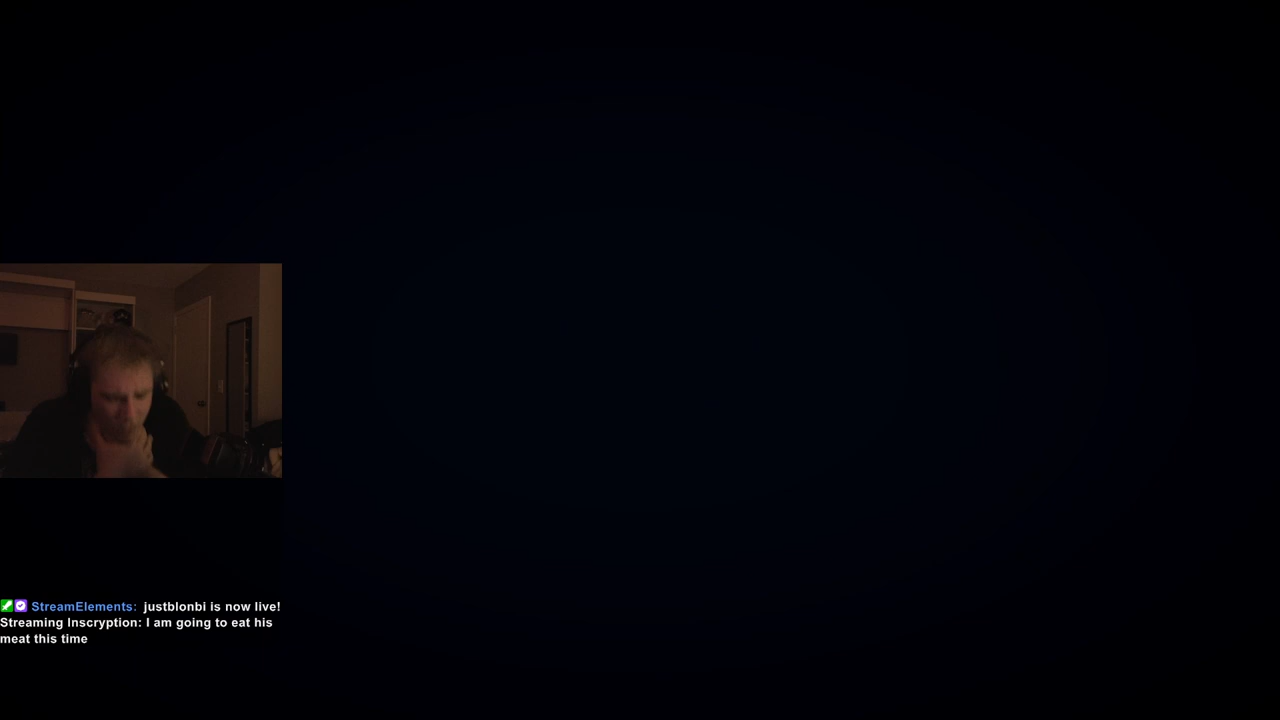 StreamElements: justblonbi is now live!
Streaming Inscryption: I am going to eat his
meat this time